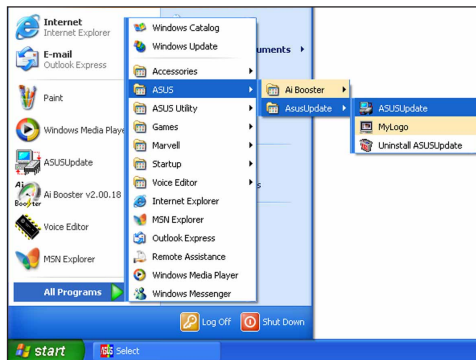 Internet
Internet Explorer
E-mail
Outlook Express
Paint
Windows Media Playe
ASUSUpdate
Ai Booster v2.00.18
Voice Editor
MSN Explorer
All Programs
Windows Catalog
Windows Update
Accessories
ASUS
ASUS Utility
Games
Marvell
Startup
Voice Editor
Internet Explorer
MSN Explorer
Outlook Express
Remote Assistance
Windows Media Player
Windows Messenger
uments
s
Ai Booster
AsusUpdate
ASUSUpdate
MyLogo
Uninstall ASUSUpdate
Log Off
Shut Down
start
Select